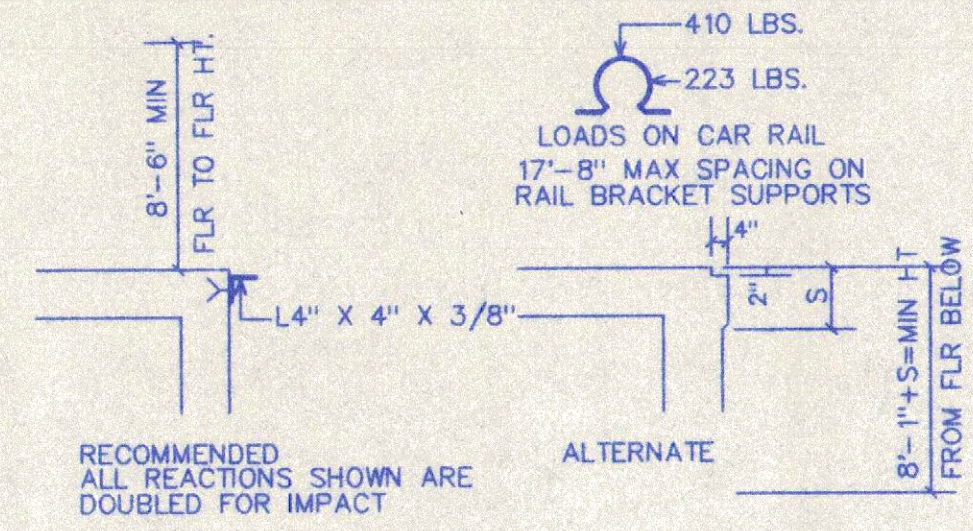 410 LBS.
223 LBS.
LOADS ON CAR RAIL
17'-8" MAX SPACING ON
RAIL BRACKET SUPPORTS
8'-6" MIN
FLR TO FLR HT.
L4" X 4" X 3/8"
4"
2"
S
8'-1"+S=MIN HT
FROM FLR BELOW
RECOMMENDED
ALL REACTIONS SHOWN ARE
DOUBLED FOR IMPACT
ALTERNATE